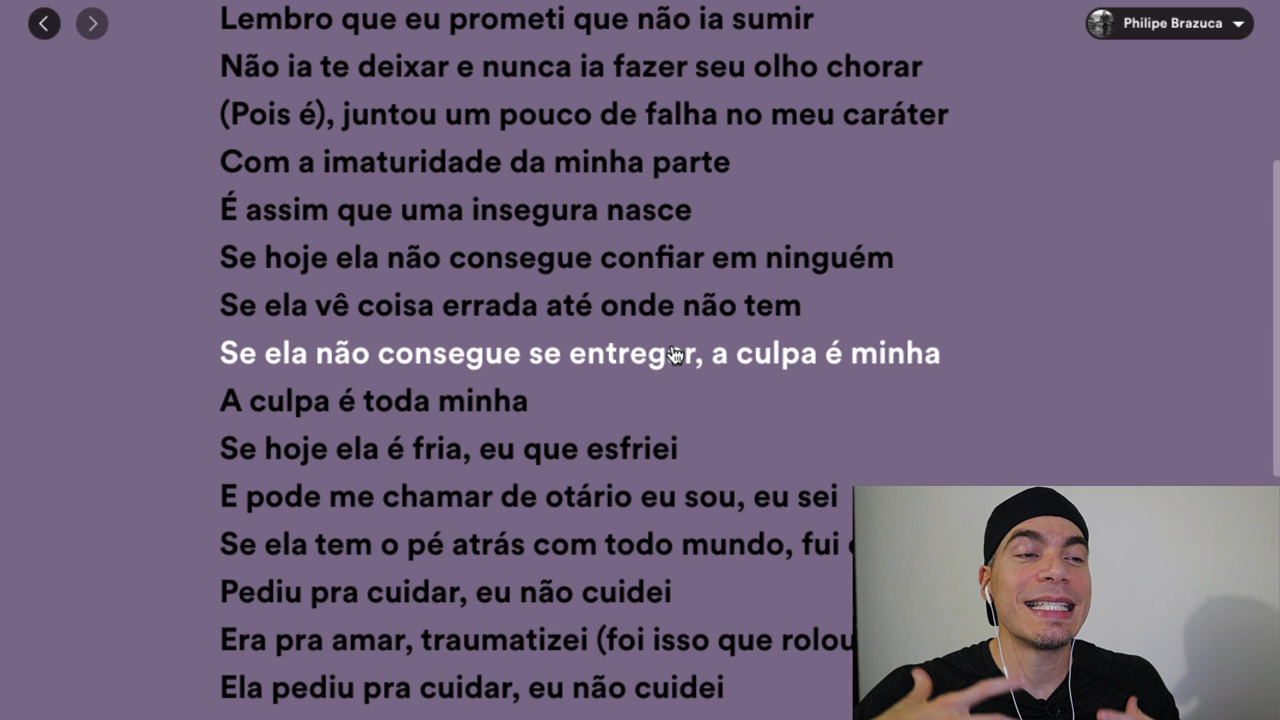 Philipe Brazuca
Lembro que eu prometi que não ia sumir
Não ia te deixar e nunca ia fazer seu olho chorar
(Pois é), juntou um pouco de falha no meu caráter
Com a imaturidade da minha parte
É assim que uma insegura nasce
Se hoje ela não consegue confiar em ninguém
Se ela vê coisa errada até onde não tem
Se ela não consegue se entregar, a culpa é minha
A culpa é toda minha
Se hoje ela é fria, eu que esfriei
E pode me chamar de otário eu sou, eu sei
Se ela tem o pé atrás com todo mundo, fui
Pediu pra cuidar, eu não cuidei
Era pra amar, traumatizei (foi isso que rolou
Ela pediu pra cuidar, eu não cuidei